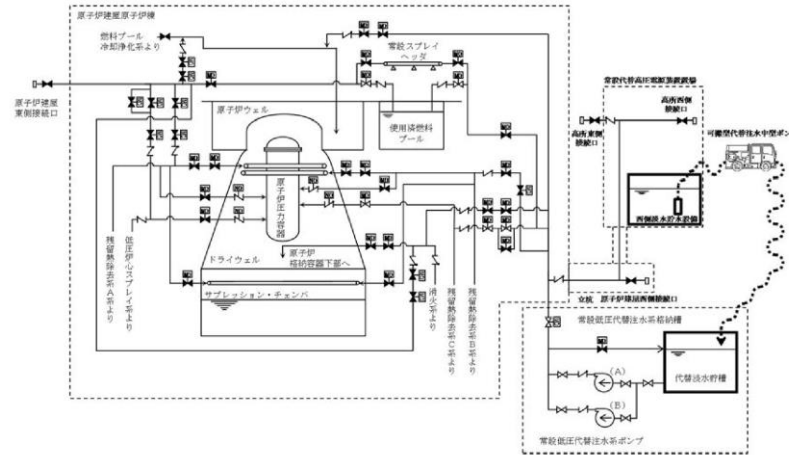 原子炉建屋原子炉棟
燃料プール
冷却浄化系より
常設スプレイ
ヘッダ
原子炉建屋
東側接続口
原子炉ウェル
使用済燃料
プール
原子炉圧力容器
ドライウェル
原子炉
格納容器下部へ
サプレッション・チェンバ
残留熱除去系A系より
低圧炉心スプレイ系より
消火系より
残留熱除去系C系より
残留熱除去系B系より
常設代替高圧電源装置置場
高所西側
接続口
高所東側
接続口
可搬型代替注水中型ポンプ
西側淡水貯水設備
立坑
原子炉建屋西側接続口
常設低圧代替注水系格納槽
(A)
(B)
代替淡水貯槽
常設低圧代替注水系ポンプ